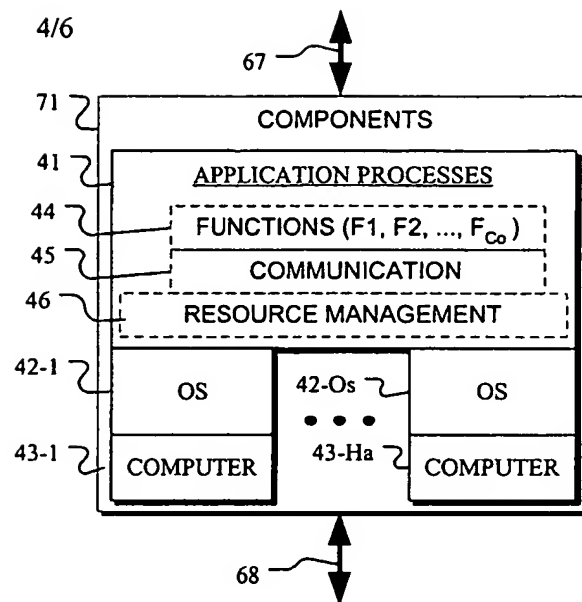 4/6
67
71
COMPONENTS
41
APPLICATION PROCESSES
44
FUNCTIONS (F1, F2, ..., F_Co )
45
COMMUNICATION
46
RESOURCE MANAGEMENT
42-1
OS
42-Os
OS
43-1
COMPUTER
43-Ha
COMPUTER
68